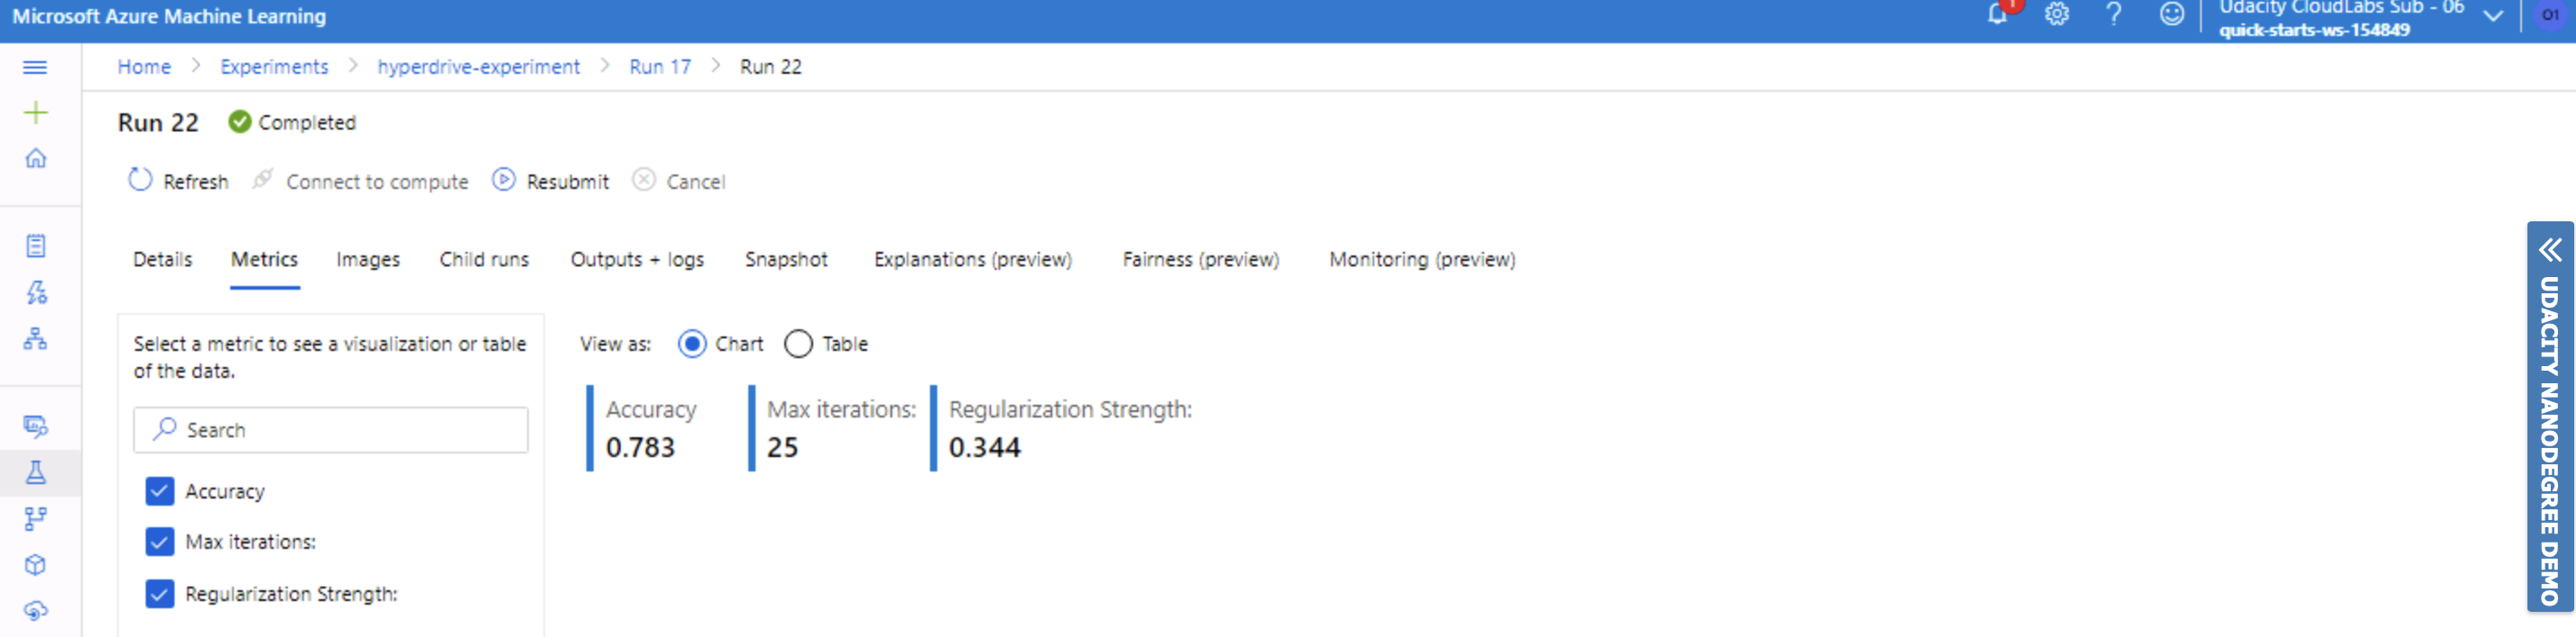 Microsoft Azure Machine Learning
1
Udacity CloudLabs Sub - 06
quick-starts-ws-154849
O1
Home > Experiments > hyperdrive-experiment > Run 17 > Run 22
Run 22 Completed
Refresh Connect to compute Resubmit Cancel
Details Metrics Images Child runs Outputs + logs Snapshot Explanations (preview) Fairness (preview) Monitoring (preview)
Select a metric to see a visualization or table
of the data.
Search
Accuracy
Max iterations:
Regularization Strength:
View as: Chart Table
Accuracy Max iterations: Regularization Strength:
0.783 25 0.344
UDACITY NANODEGREE DEMO